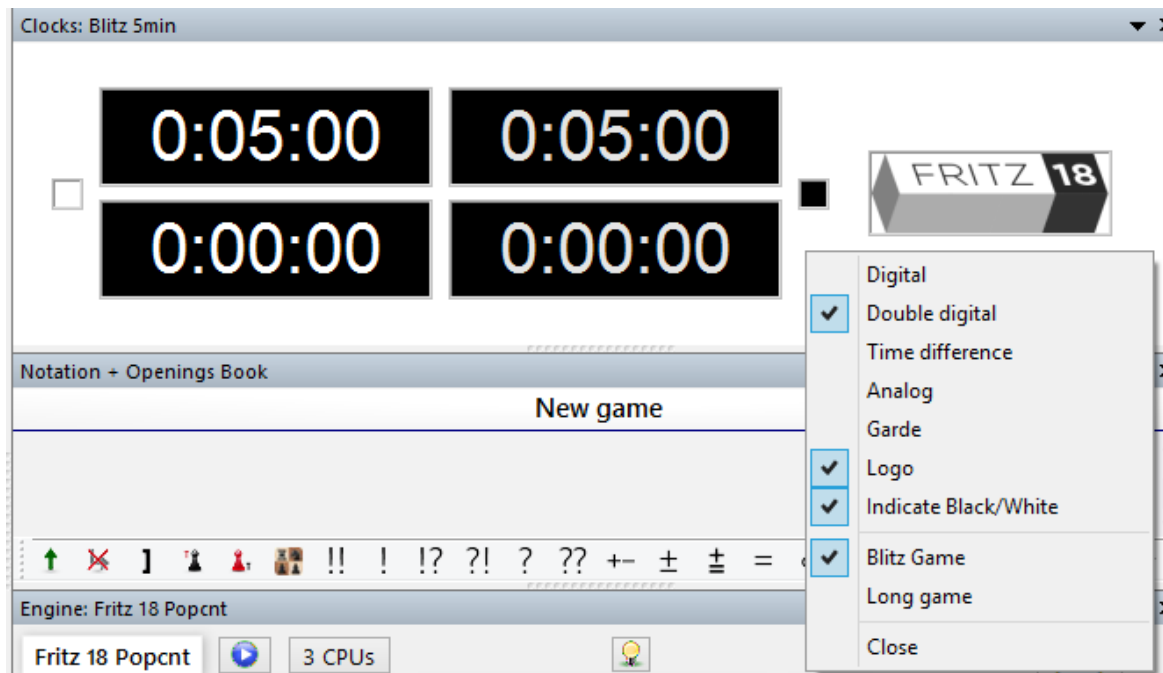 Clocks: Blitz 5min
0:05:00 0:05:00
FRITZ 18
0:00:00 0:00:00
Digital
Double digital
Time difference
Analog
Garde
Logo
Indicate Black/White
Blitz Game
Long game
Close
Notation + Openings Book
New game
] !! ! !? ?! ? ?? +− ± ⩲ =
Engine: Fritz 18 Popcnt
Fritz 18 Popcnt 3 CPUs